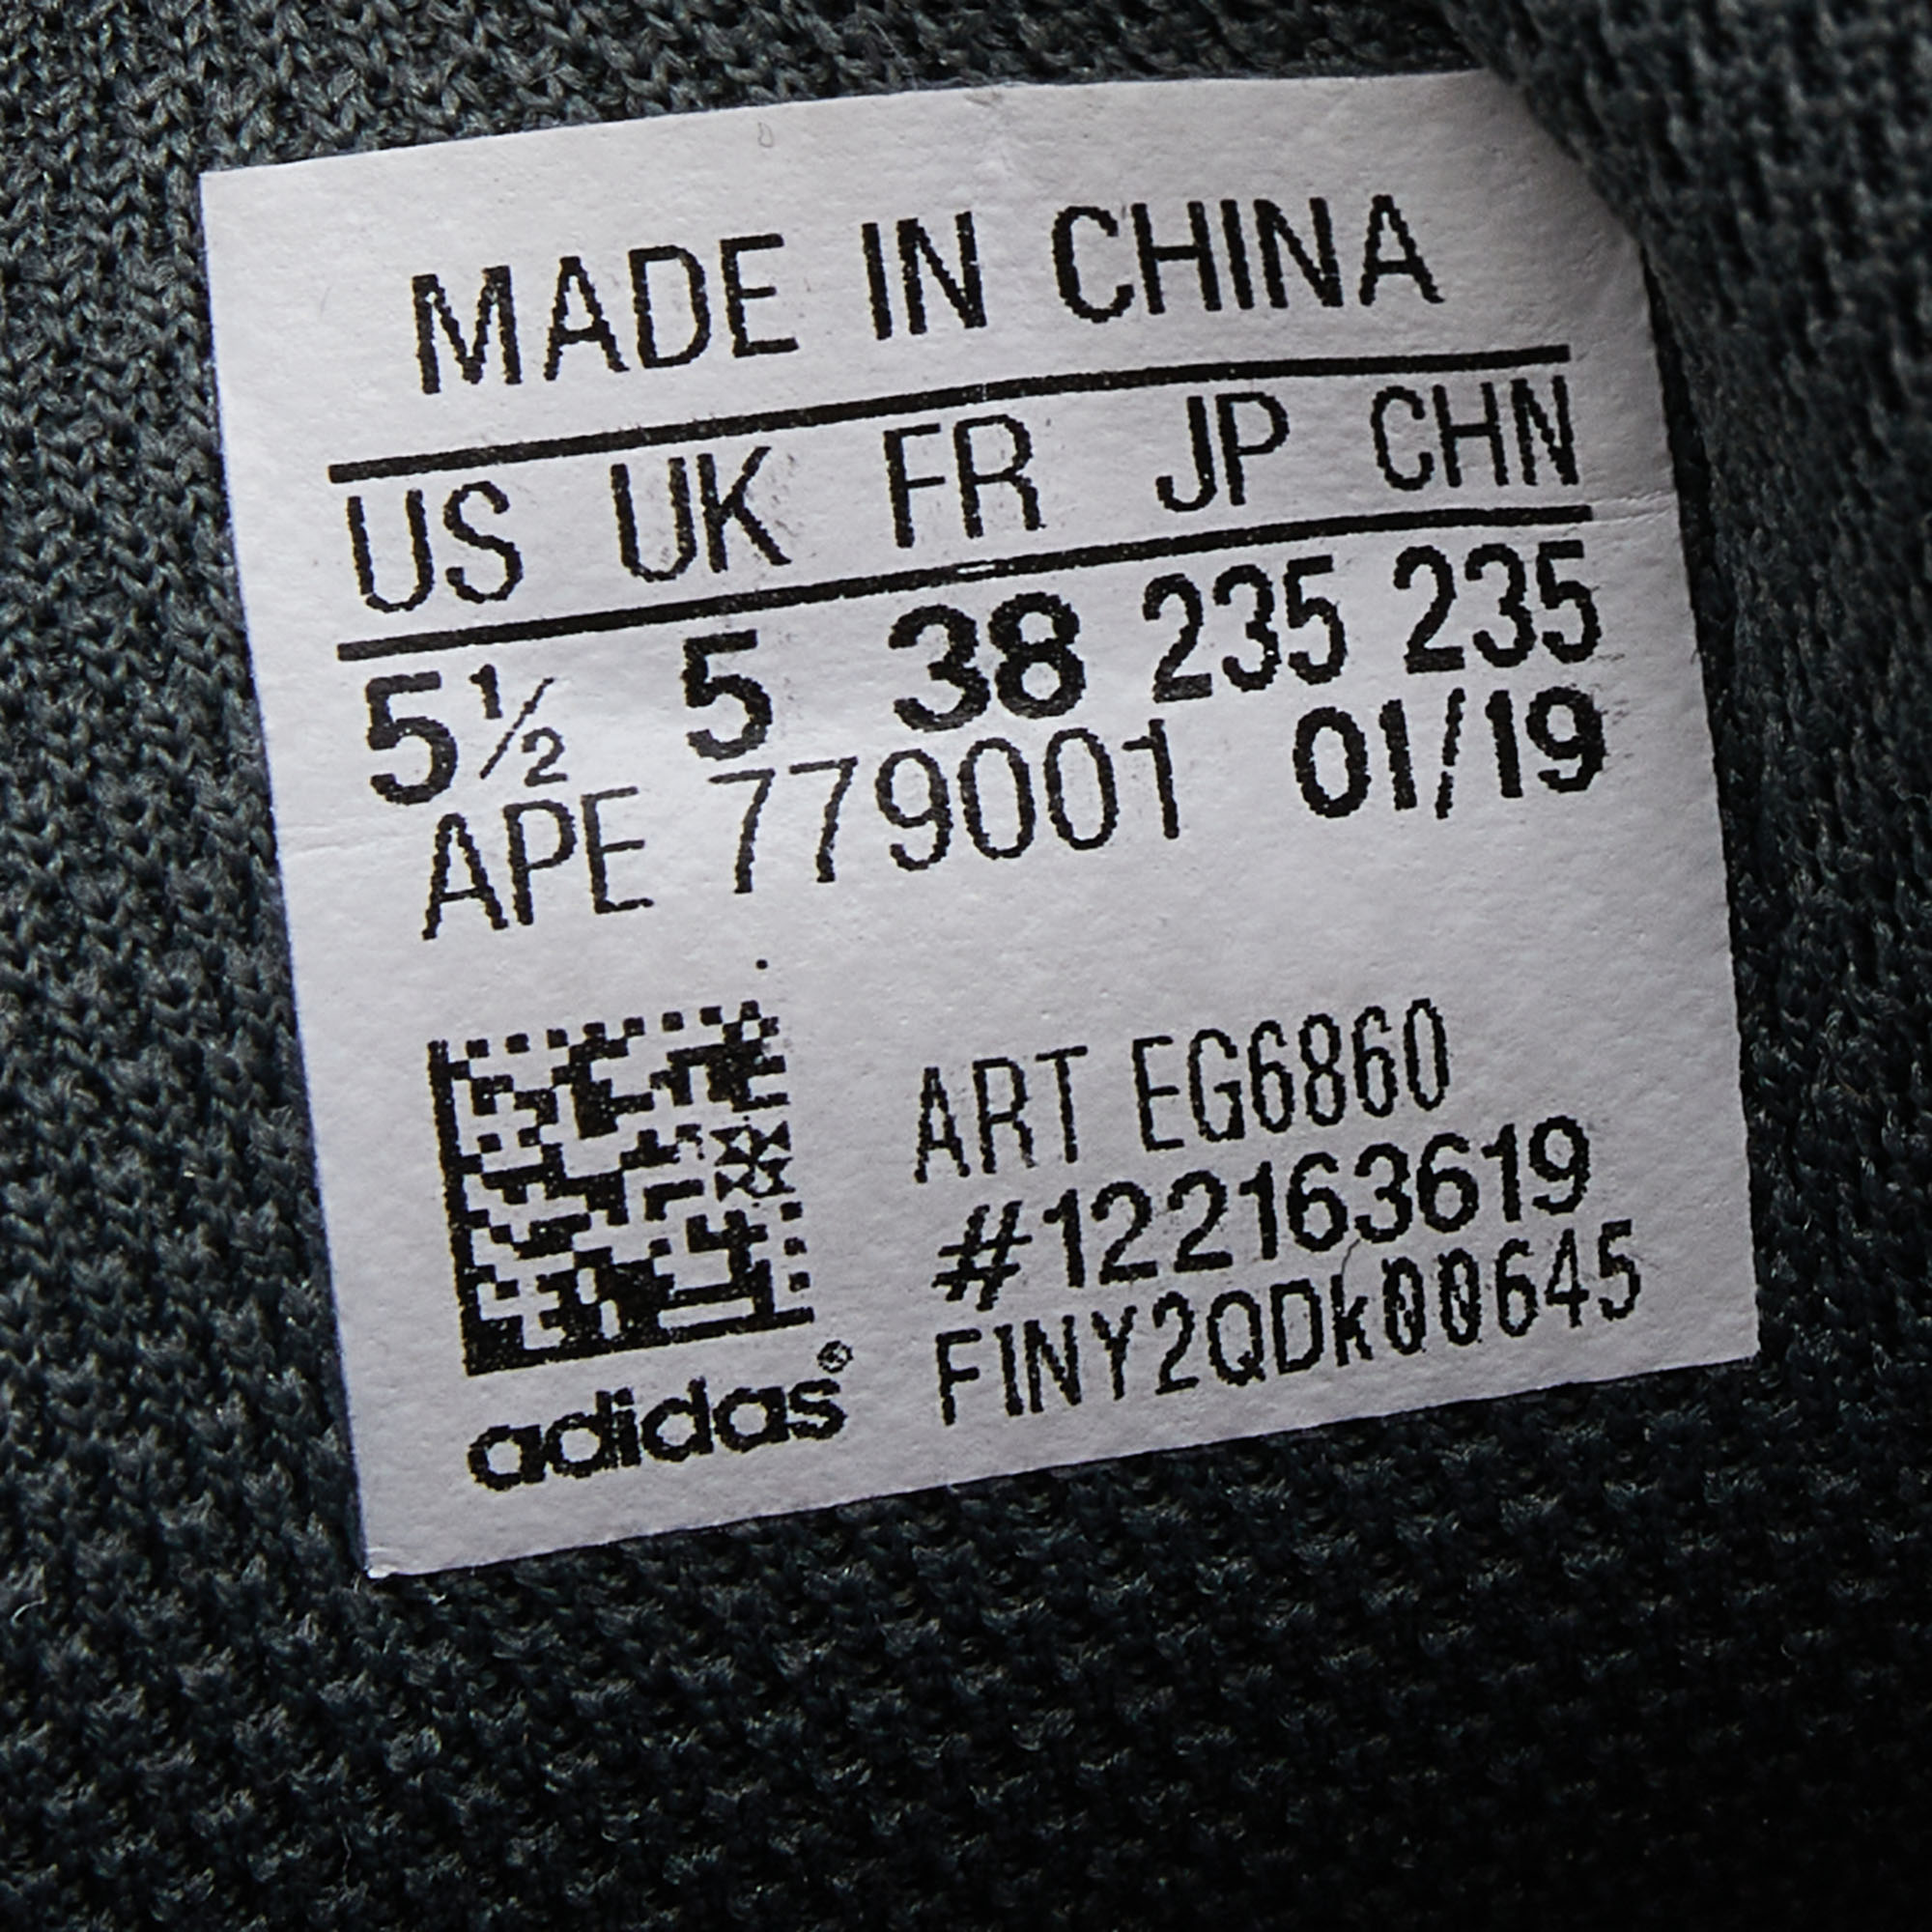 MADE IN CHINA
US UK FR JP CHN
5½ 5 38 235 235
APE 779001 01/19
ART EG6860
#122163619
FINY2QDk00645
adidas®